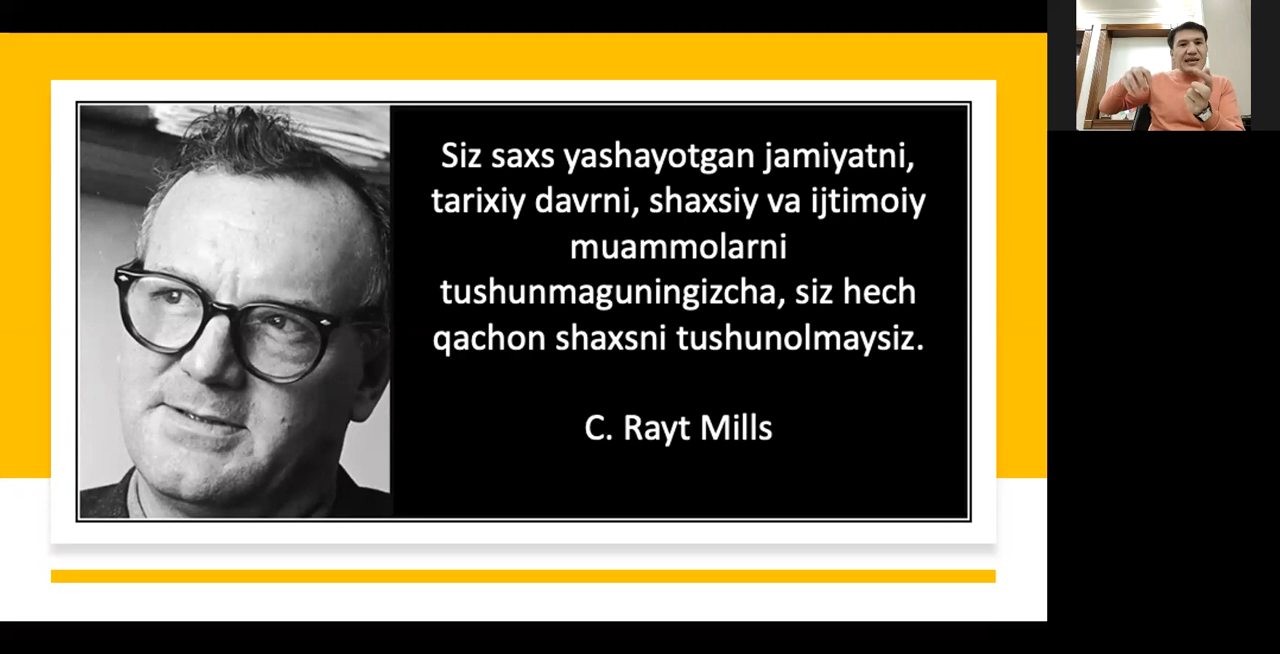 Siz saxs yashayotgan jamiyatni,
tarixiy davrni, shaxsiy va ijtimoiy
muammolarni
tushunmaguningizcha, siz hech
qachon shaxsni tushunolmaysiz.
C. Rayt Mills